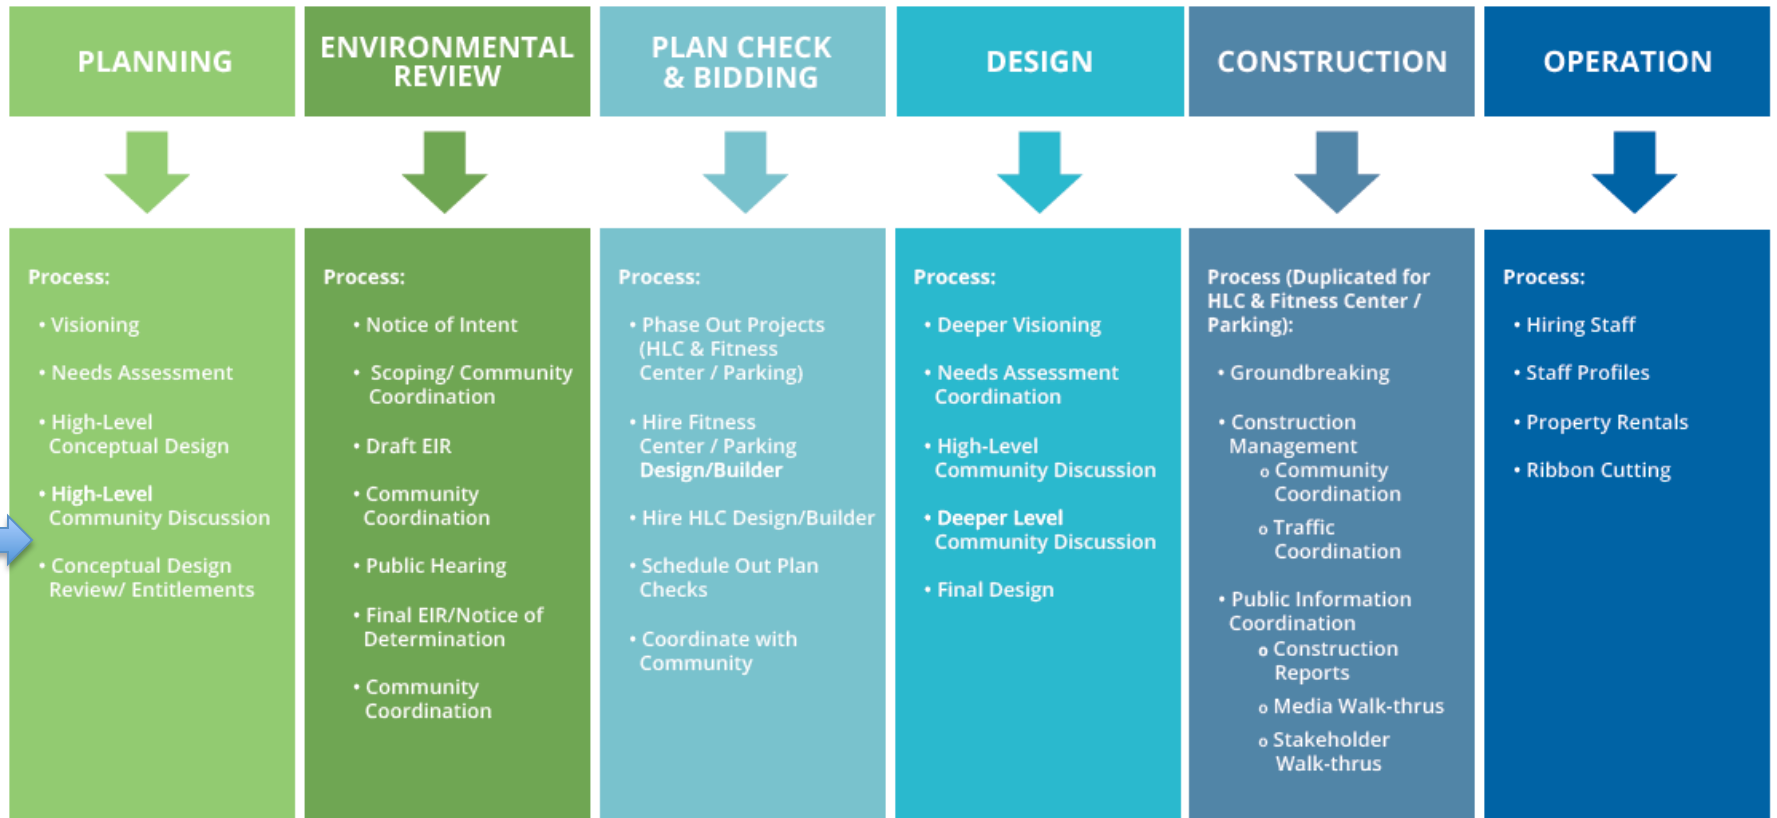 PLANNING
ENVIRONMENTAL
REVIEW
PLAN CHECK
& BIDDING
DESIGN
CONSTRUCTION
OPERATION
Process:
• Visioning
• Needs Assessment
• High-Level
Conceptual Design
• High-Level
Community Discussion
• Conceptual Design
Review/ Entitlements
Process:
• Notice of Intent
• Scoping/ Community
Coordination
• Draft EIR
• Community
Coordination
• Public Hearing
• Final EIR/Notice of
Determination
• Community
Coordination
Process:
• Phase Out Projects
(HLC & Fitness
Center / Parking)
• Hire Fitness
Center / Parking
Design/Builder
• Hire HLC Design/Builder
• Schedule Out Plan
Checks
• Coordinate with
Community
Process:
• Deeper Visioning
• Needs Assessment
Coordination
• High-Level
Community Discussion
• Deeper Level
Community Discussion
• Final Design
Process (Duplicated for
HLC & Fitness Center /
Parking):
• Groundbreaking
• Construction
Management
o Community
Coordination
o Traffic
Coordination
• Public Information
Coordination
o Construction
Reports
o Media Walk-thrus
o Stakeholder
Walk-thrus
Process:
• Hiring Staff
• Staff Profiles
• Property Rentals
• Ribbon Cutting